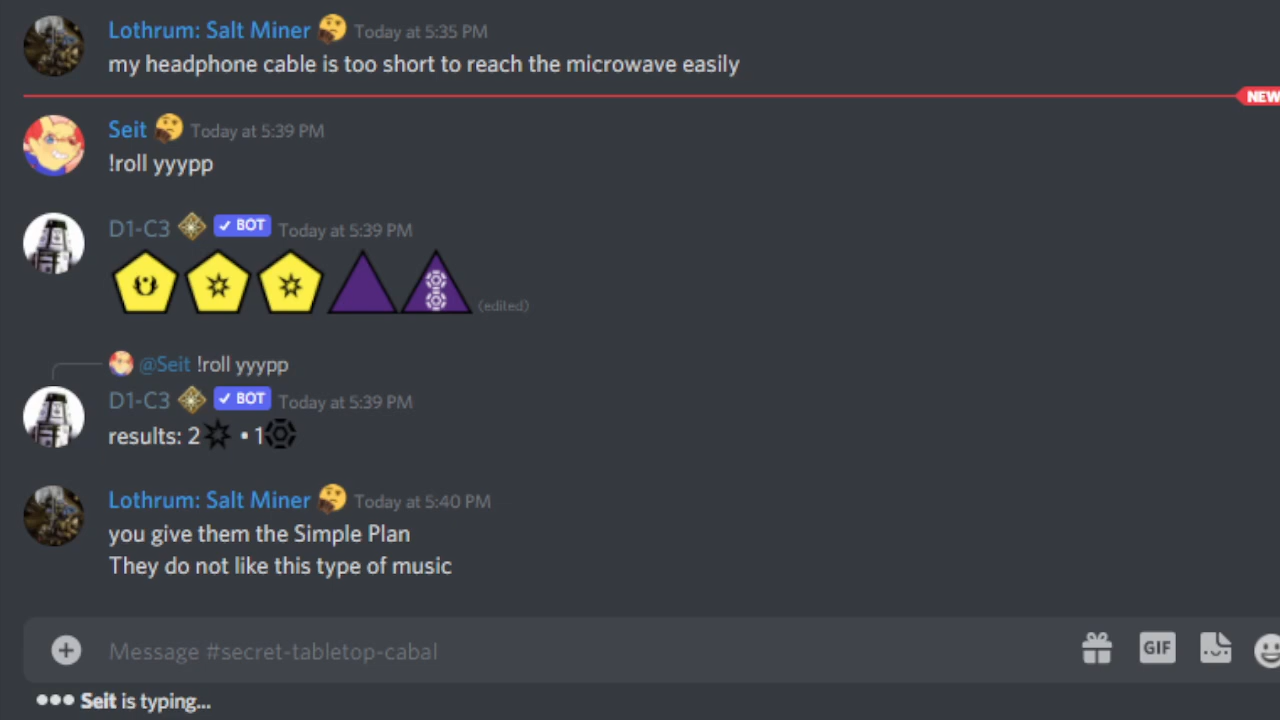 Lothrum: Salt Miner 🤔 Today at 5:35 PM
my headphone cable is too short to reach the microwave easily
NEW
Seit 🤔 Today at 5:39 PM
!roll yyypp
D1-C3 ✓ BOT Today at 5:39 PM
(edited)
@Seit !roll yyypp
D1-C3 ✓ BOT Today at 5:39 PM
results: 2 • 1
Lothrum: Salt Miner 🤔 Today at 5:40 PM
you give them the Simple Plan
They do not like this type of music
Message #secret-tabletop-cabal
GIF
Seit is typing...